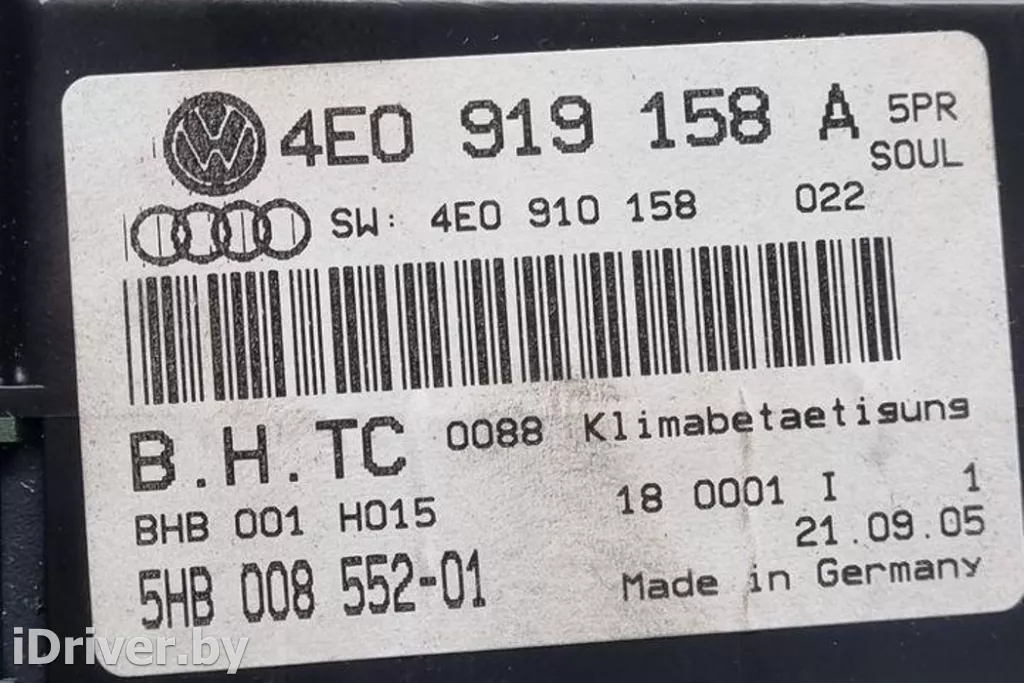 4E0 919 158 A 5PR
SOUL
SW: 4E0 910 158 022
B.H.TC 0088 Klimabetaetigung
BHB 001 H015 18 0001 I 1
21.09.05
5HB 008 552-01 Made in Germany
iDriver.by